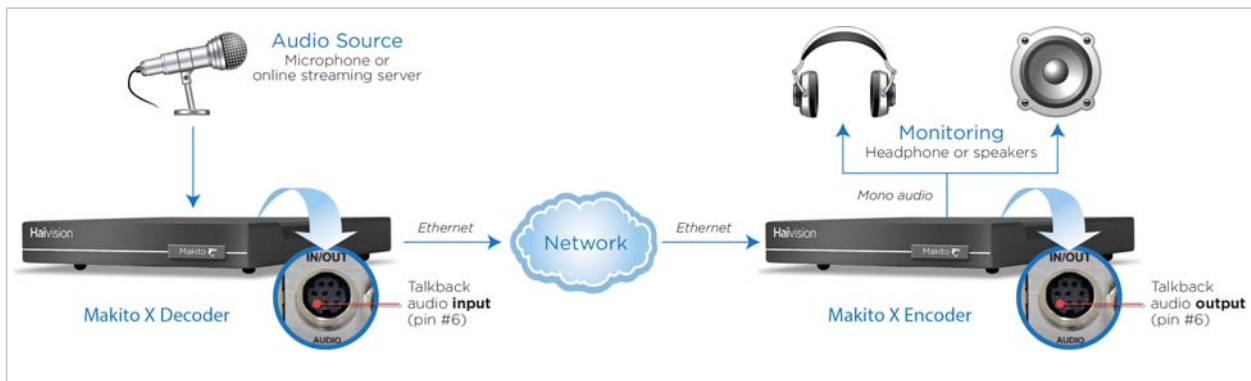 Audio Source
Microphone or
online streaming server
Monitoring
Headphone or speakers
Mono audio
Haivision
Makito
IN/OUT
AUDIO
Ethernet
Network
Ethernet
Haivision
Makito
IN/OUT
AUDIO
Talkback
audio input
(pin #6)
Makito X Decoder
Makito X Encoder
Talkback
audio output
(pin #6)